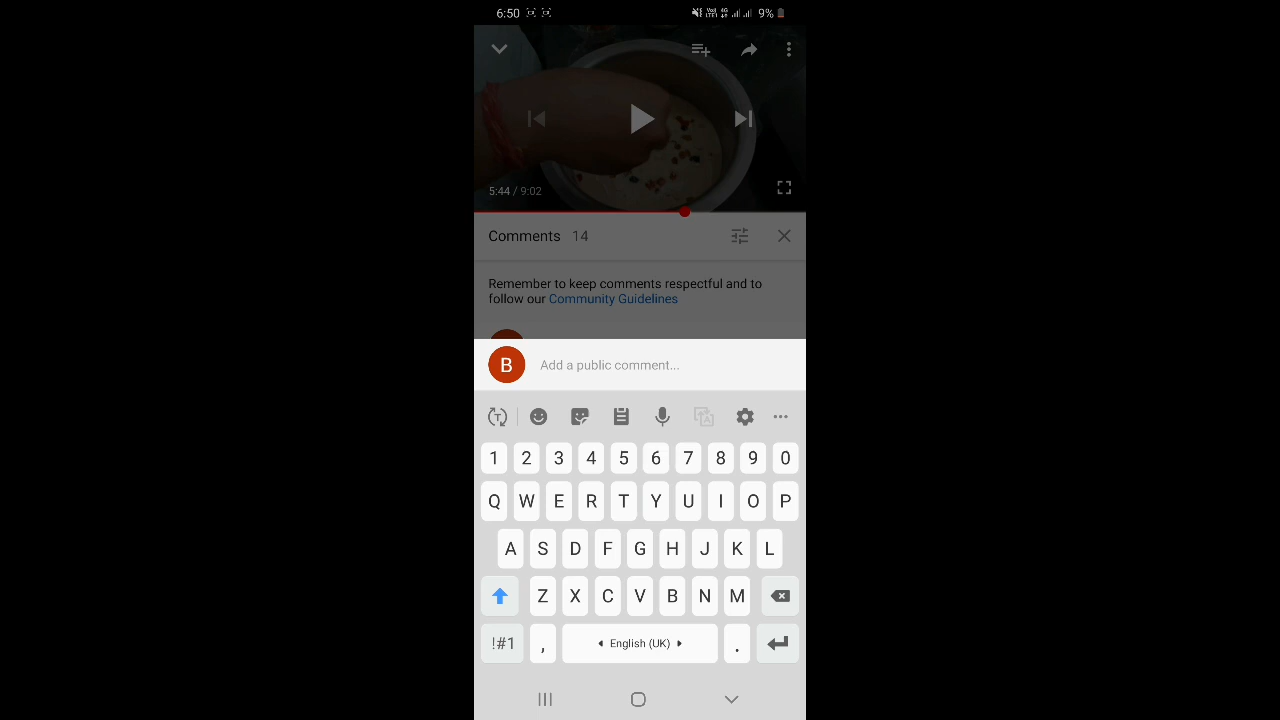 6:50 9%
5:44 / 9:02
Comments 14
Remember to keep comments respectful and to
follow our Community Guidelines
B Add a public comment...
T
1 2 3 4 5 6 7 8 9 0
Q W E R T Y U I O P
A S D F G H J K L
Z X C V B N M
!#1 , English (UK) .